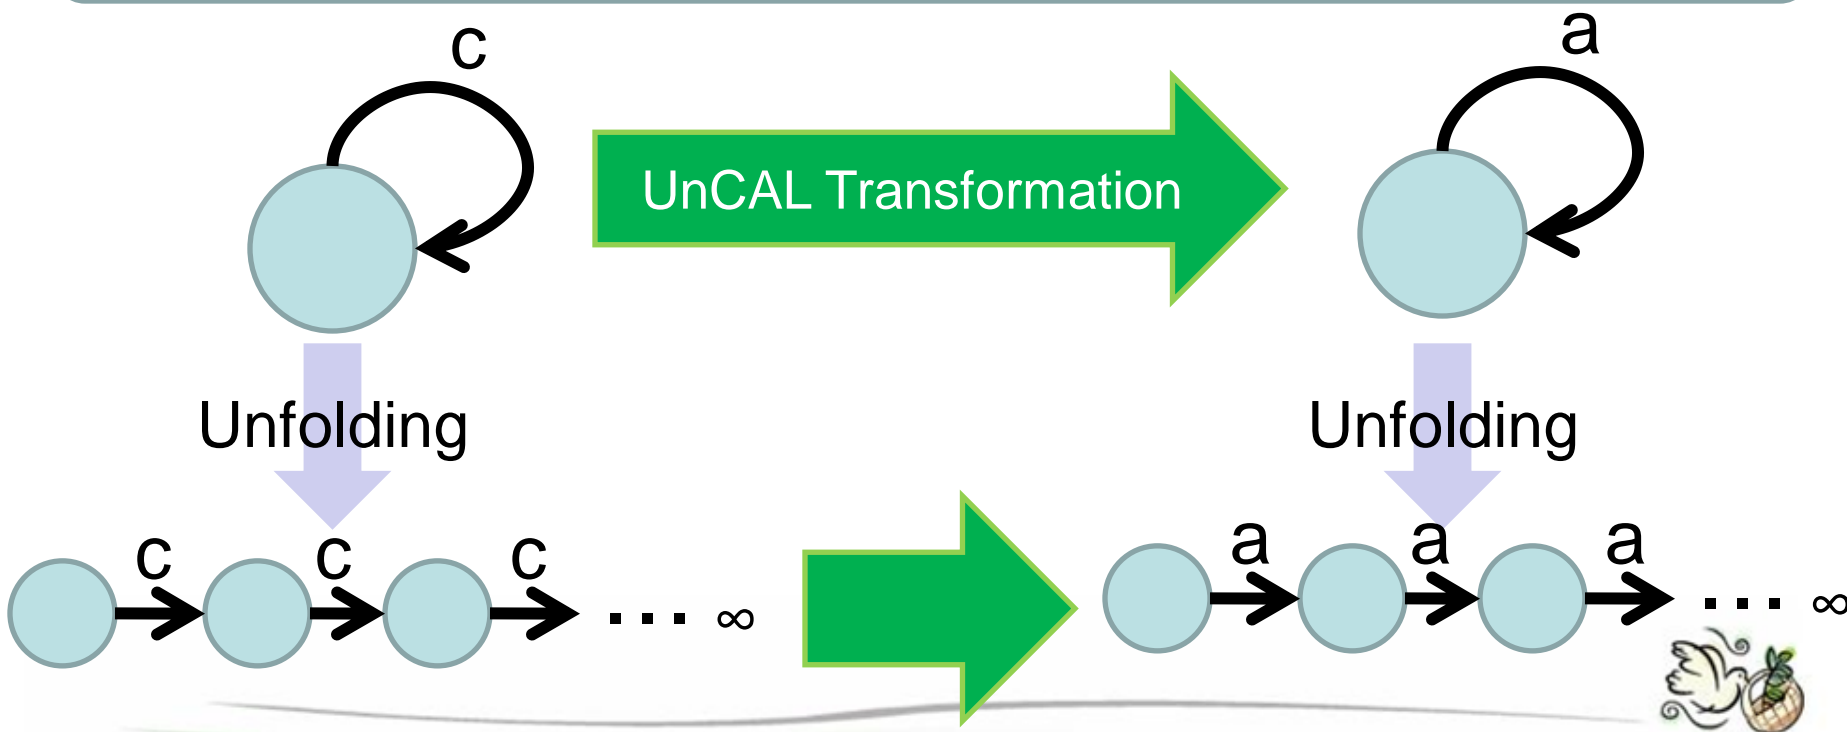 c
a
UnCAL Transformation
Unfolding
Unfolding
c c c
a a a
... ∞
... ∞